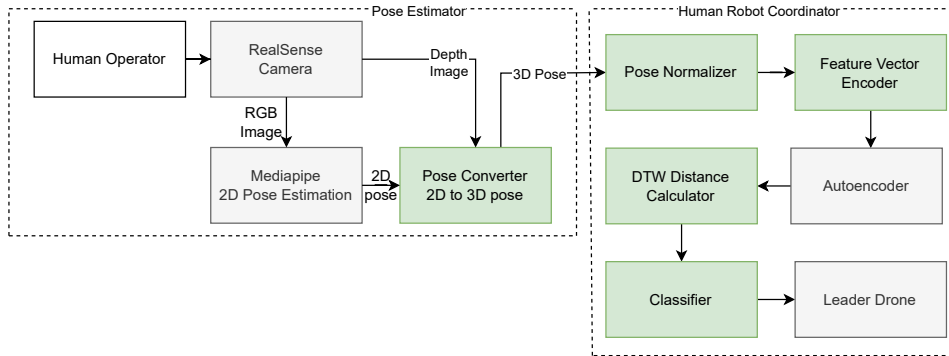 Pose Estimator
Human Operator
RealSense
Camera
Depth
Image
RGB
Image
Mediapipe
2D Pose Estimation
2D
pose
Pose Converter
2D to 3D pose
3D Pose
Human Robot Coordinator
Pose Normalizer
Feature Vector
Encoder
DTW Distance
Calculator
Autoencoder
Classifier
Leader Drone